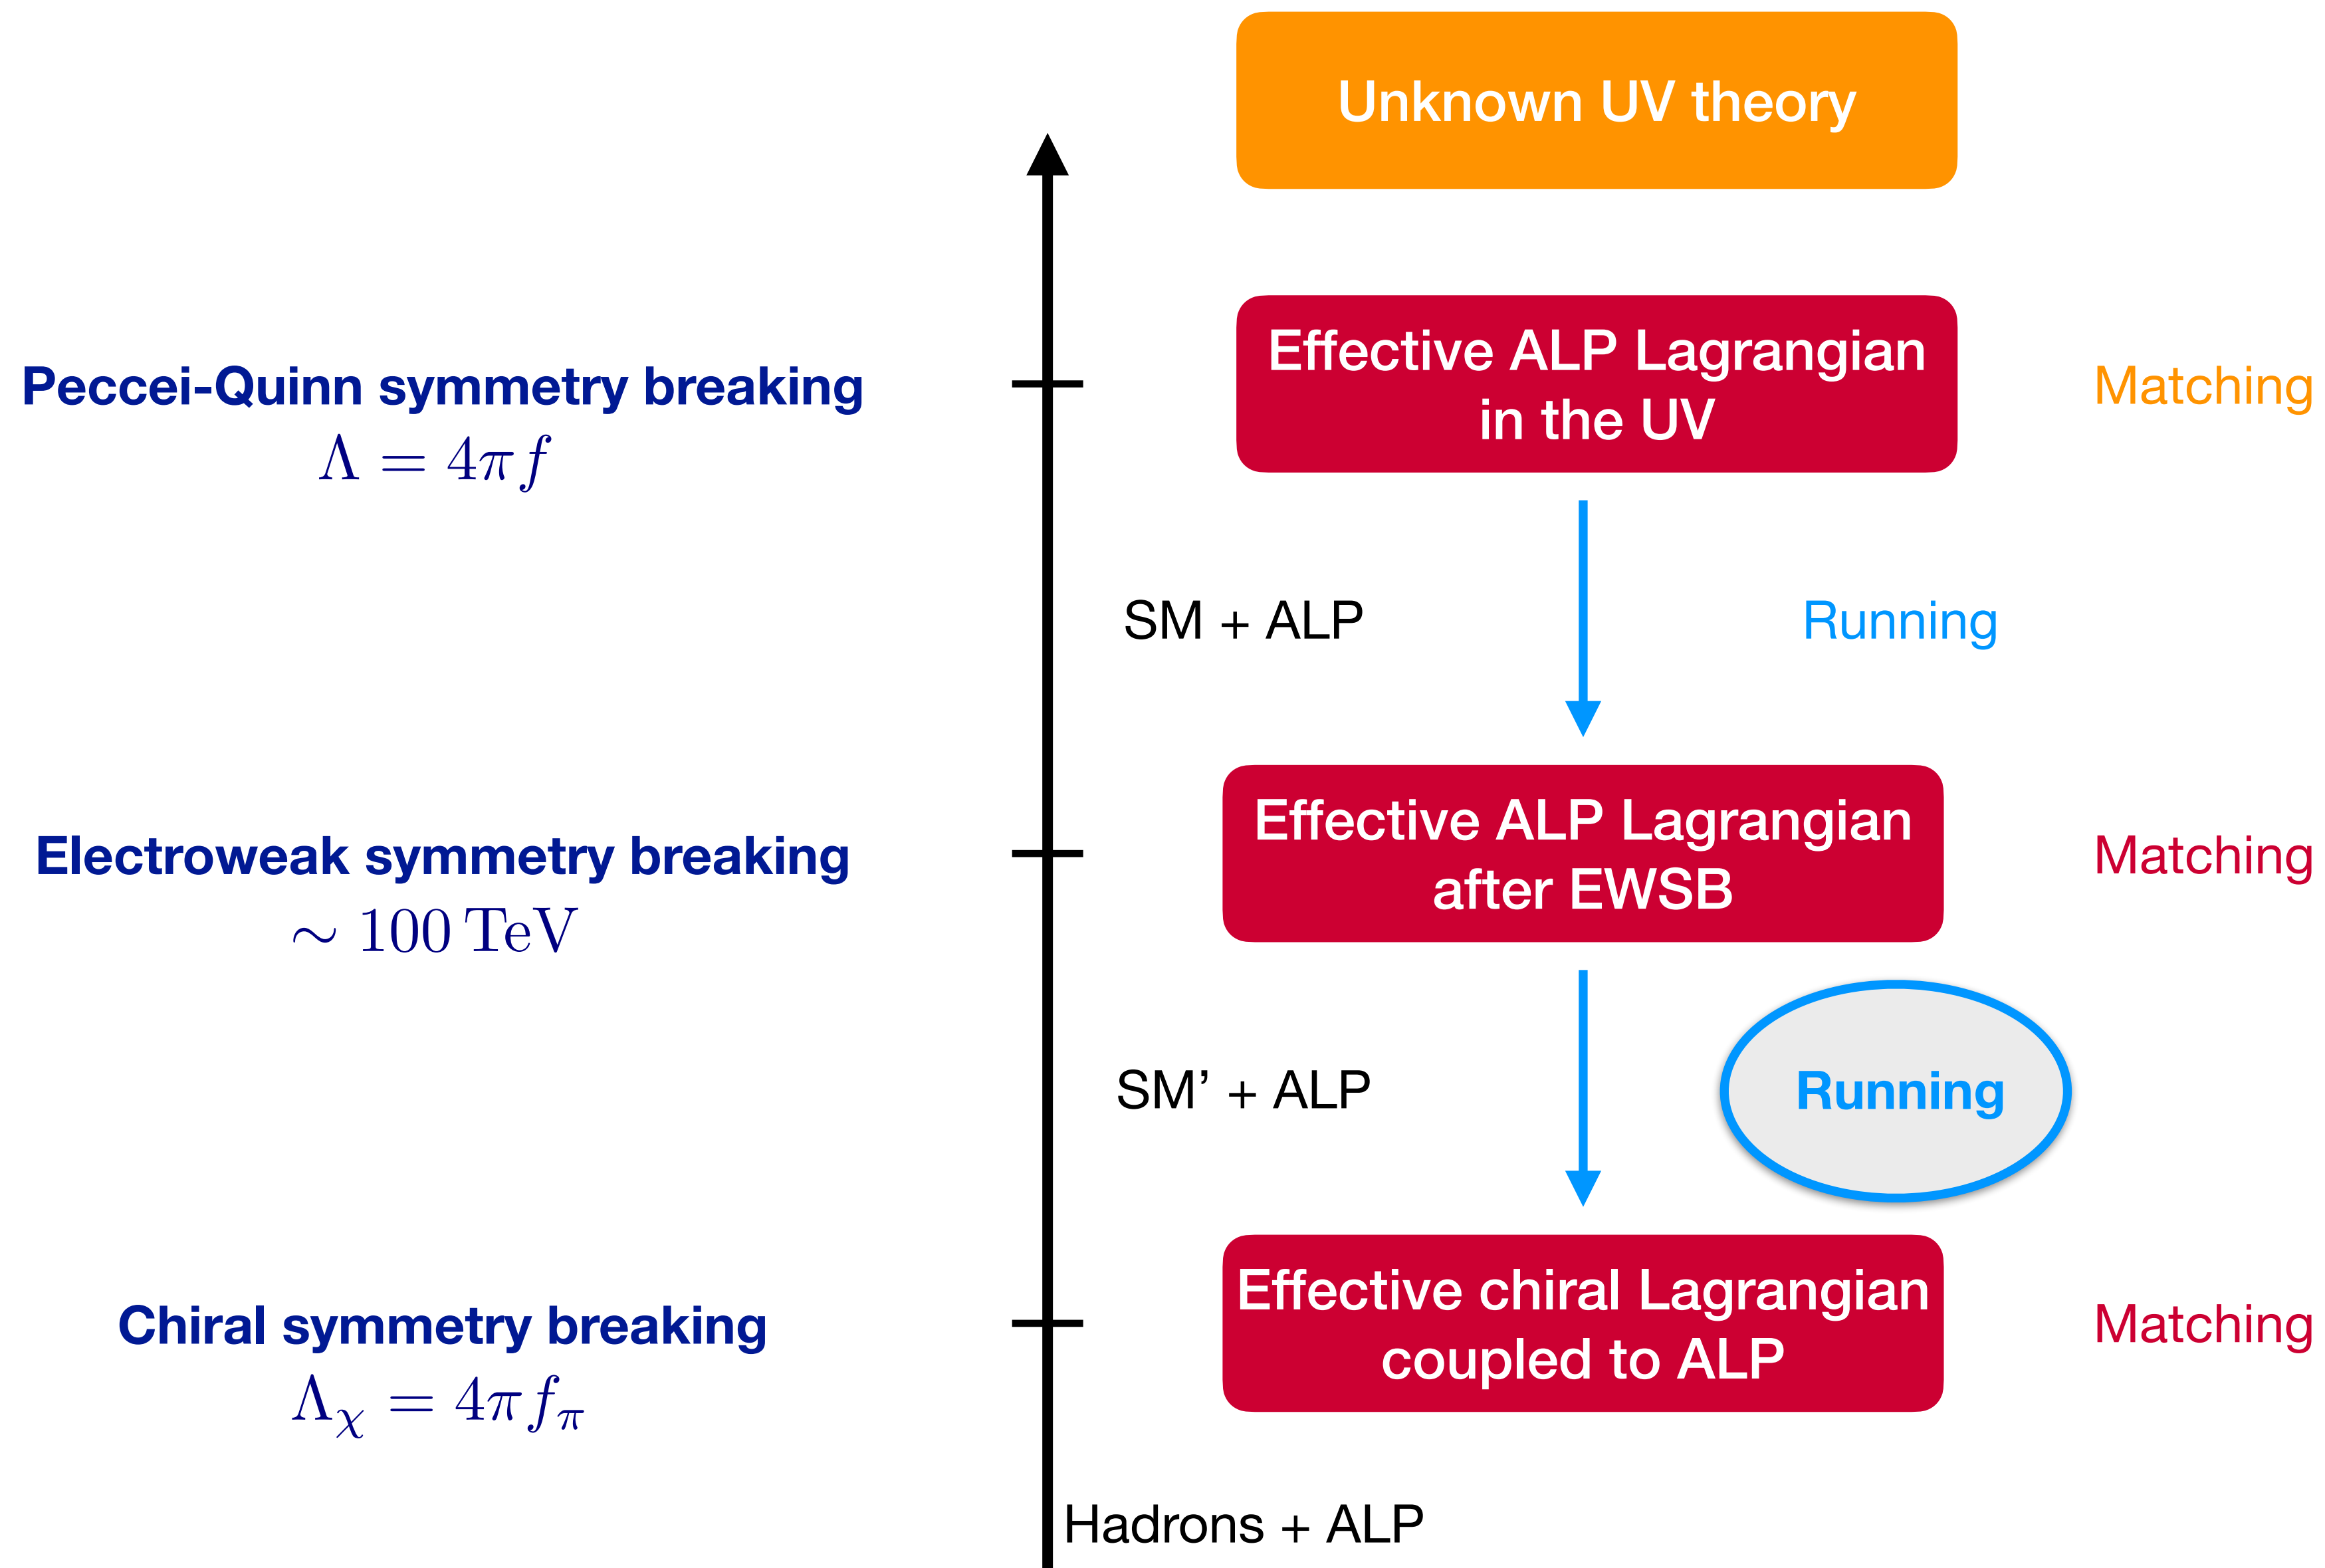 Unknown UV theory
Peccei-Quinn symmetry breaking
Λ = 4πf
Effective ALP Lagrangian
in the UV
Matching
SM + ALP
Running
Electroweak symmetry breaking
∼ 100 TeV
Effective ALP Lagrangian
after EWSB
Matching
SM’ + ALP
Running
Chiral symmetry breaking
Λ_χ = 4πf_π
Effective chiral Lagrangian
coupled to ALP
Matching
Hadrons + ALP